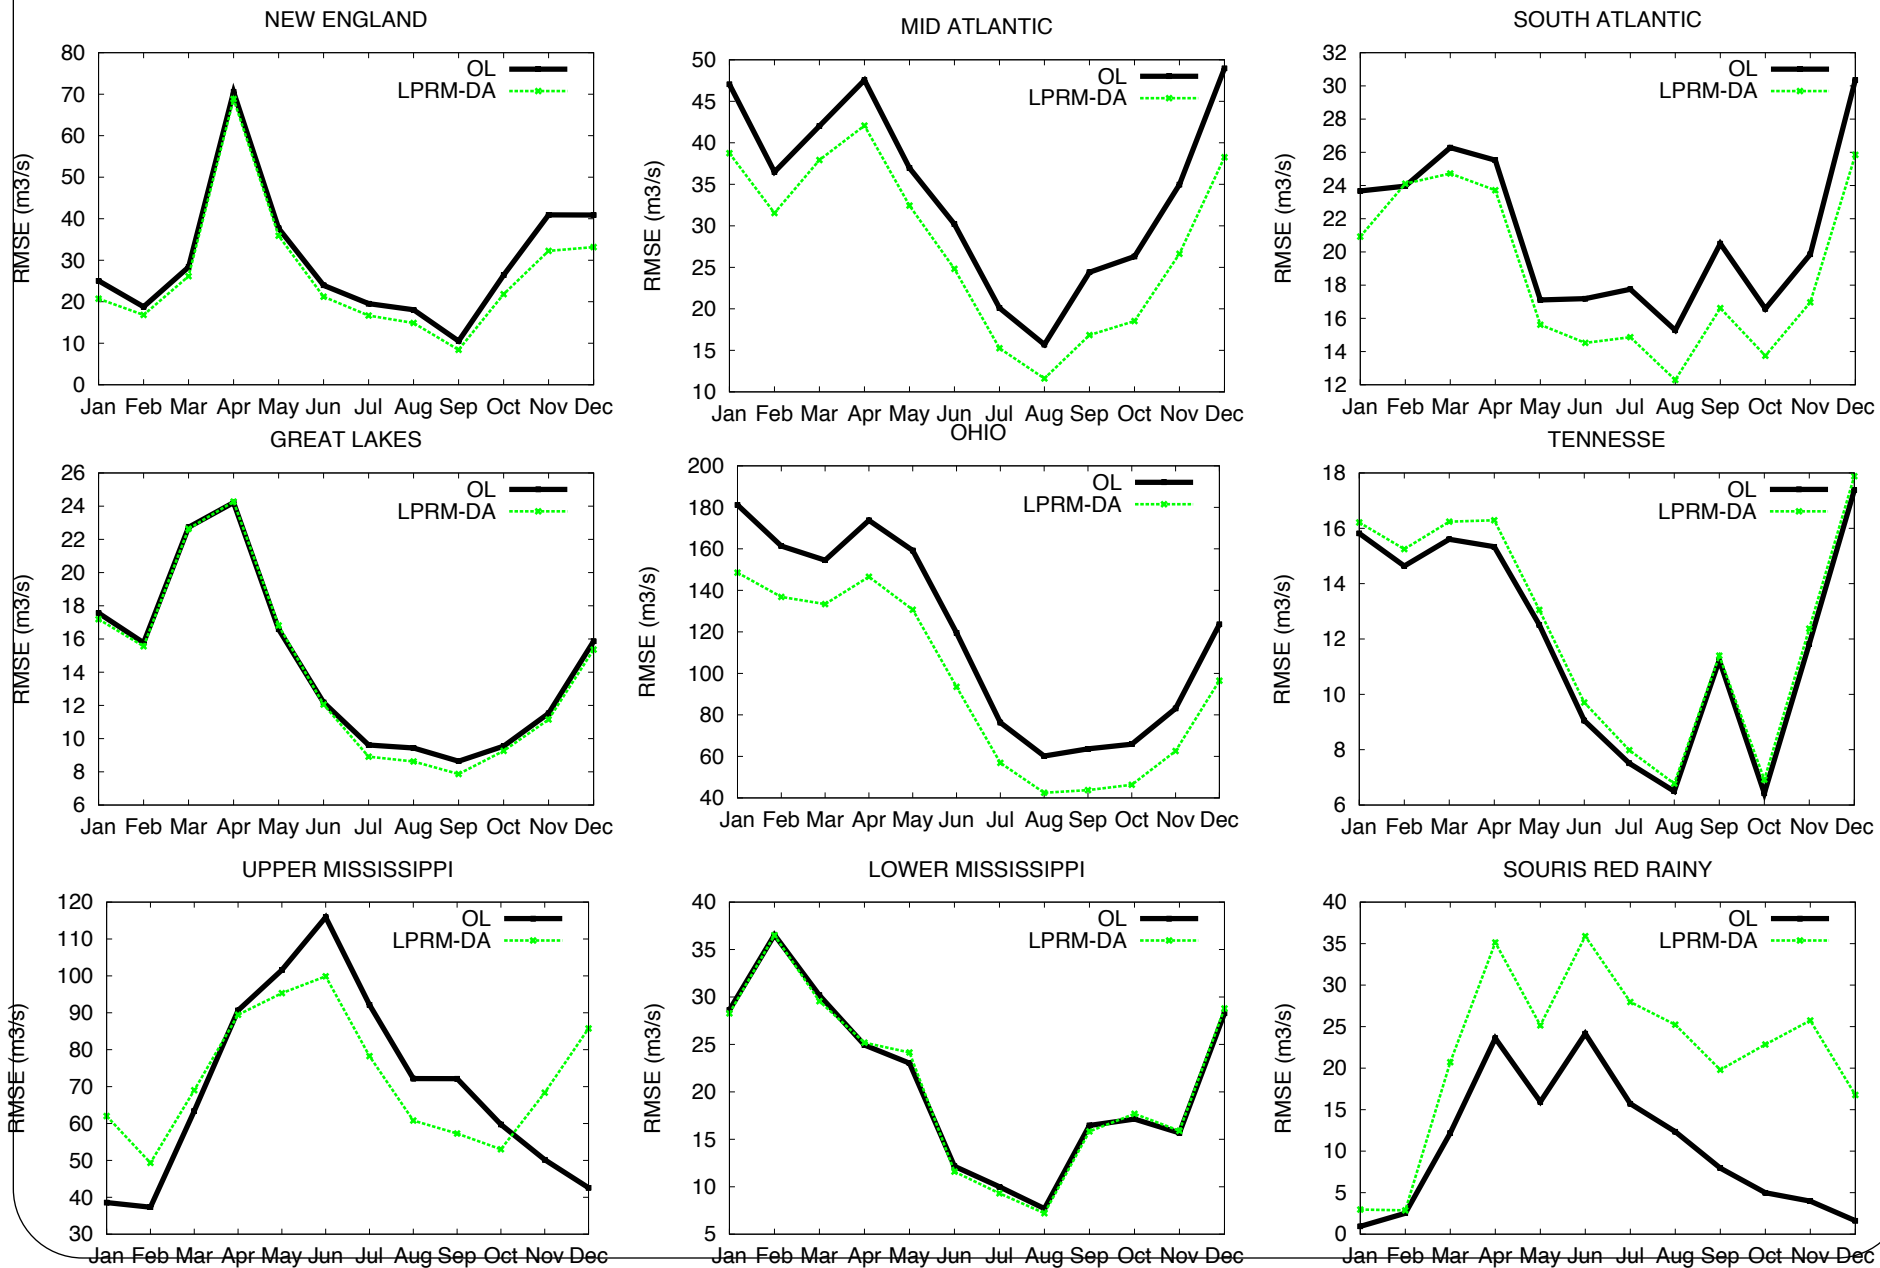 NEW ENGLAND
RMSE (m3/s)
80
70
60
50
40
30
20
10
0
OL
LPRM-DA
Jan Feb Mar Apr May Jun Jul Aug Sep Oct Nov Dec
MID ATLANTIC
RMSE (m3/s)
50
45
40
35
30
25
20
15
10
OL
LPRM-DA
Jan Feb Mar Apr May Jun Jul Aug Sep Oct Nov Dec
SOUTH ATLANTIC
RMSE (m3/s)
32
30
28
26
24
22
20
18
16
14
12
OL
LPRM-DA
Jan Feb Mar Apr May Jun Jul Aug Sep Oct Nov Dec
GREAT LAKES
RMSE (m3/s)
26
24
22
20
18
16
14
12
10
8
6
OL
LPRM-DA
Jan Feb Mar Apr May Jun Jul Aug Sep Oct Nov Dec
OHIO
RMSE (m3/s)
200
180
160
140
120
100
80
60
40
OL
LPRM-DA
Jan Feb Mar Apr May Jun Jul Aug Sep Oct Nov Dec
TENNESSE
RMSE (m3/s)
18
16
14
12
10
8
6
OL
LPRM-DA
Jan Feb Mar Apr May Jun Jul Aug Sep Oct Nov Dec
UPPER MISSISSIPPI
RMSE (m3/s)
120
110
100
90
80
70
60
50
40
30
OL
LPRM-DA
Jan Feb Mar Apr May Jun Jul Aug Sep Oct Nov Dec
LOWER MISSISSIPPI
RMSE (m3/s)
40
35
30
25
20
15
10
5
OL
LPRM-DA
Jan Feb Mar Apr May Jun Jul Aug Sep Oct Nov Dec
SOURIS RED RAINY
RMSE (m3/s)
40
35
30
25
20
15
10
5
0
OL
LPRM-DA
Jan Feb Mar Apr May Jun Jul Aug Sep Oct Nov Dec